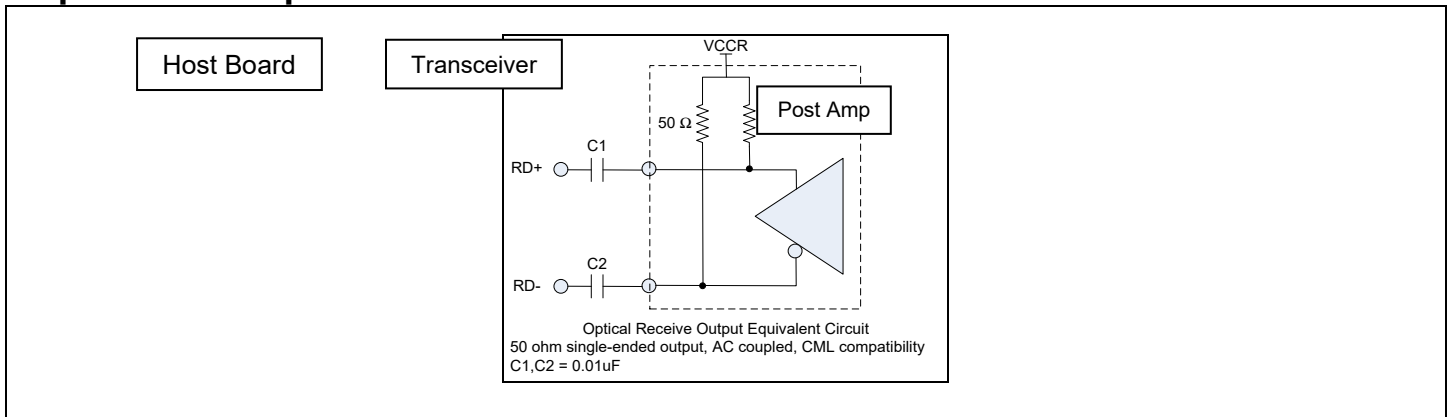 Host Board
Transceiver
VCCR
50 Ω
Post Amp
C1
RD+
C2
RD-
Optical Receive Output Equivalent Circuit
50 ohm single-ended output, AC coupled, CML compatibility
C1,C2 = 0.01uF